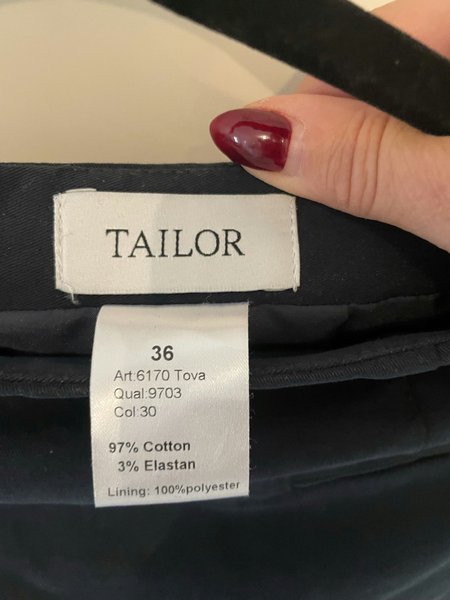 TAILOR
36
Art:6170 Tova
Qual:9703
Col:30
97% Cotton
3% Elastan
Lining: 100%polyester